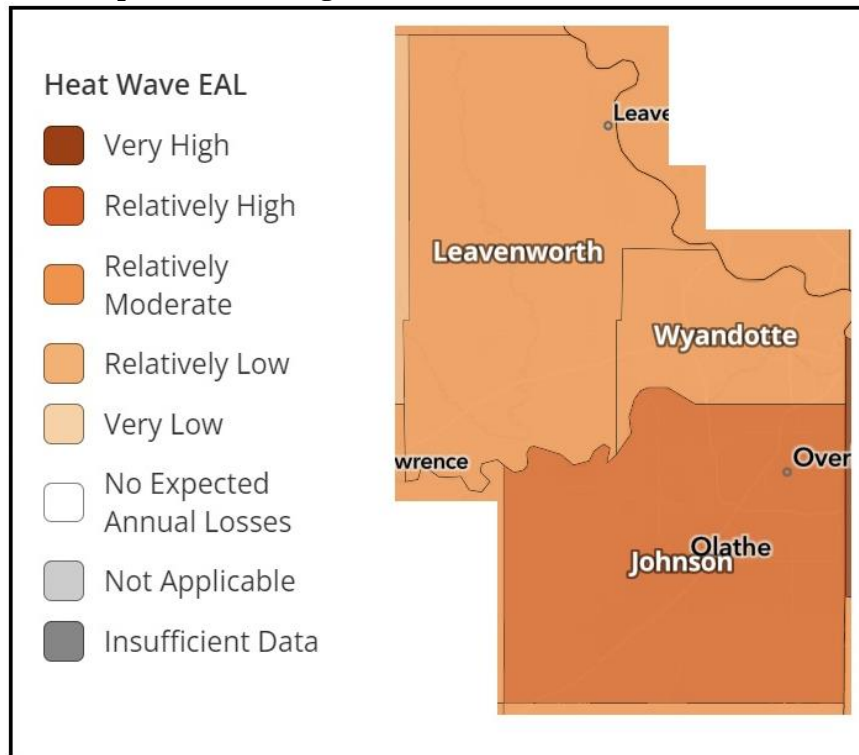 Heat Wave EAL
Very High
Relatively High
Relatively
Moderate
Relatively Low
Very Low
No Expected
Annual Losses
Not Applicable
Insufficient Data
Leave
Leavenworth
Wyandotte
wrence
Over
Olathe
Johnson